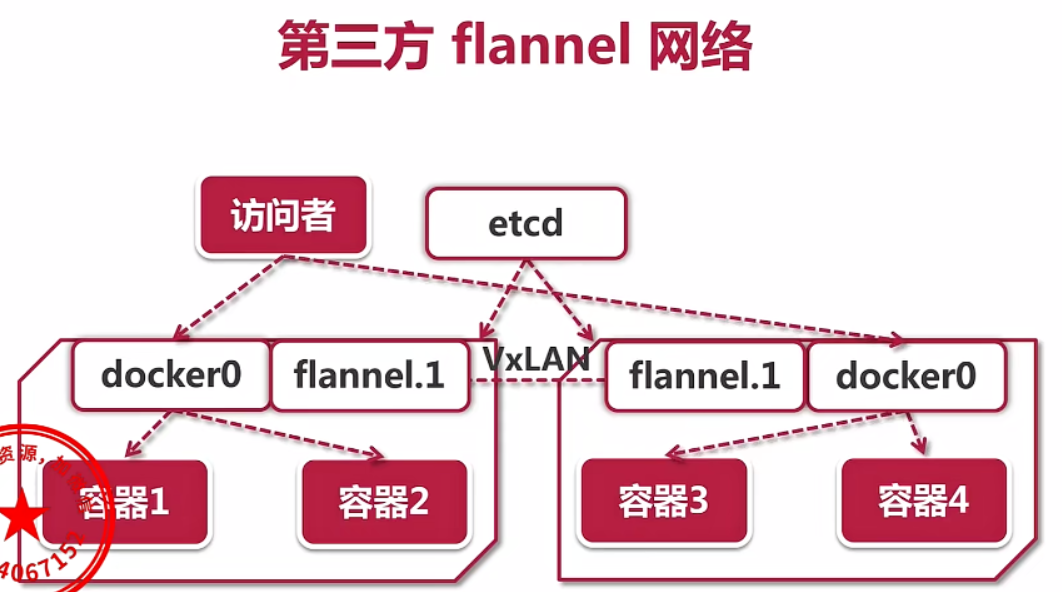 第三方 flannel 网络
访问者
etcd
docker0
flannel.1
VxLAN
flannel.1
docker0
容器1
容器2
容器3
容器4
资源,
4067151